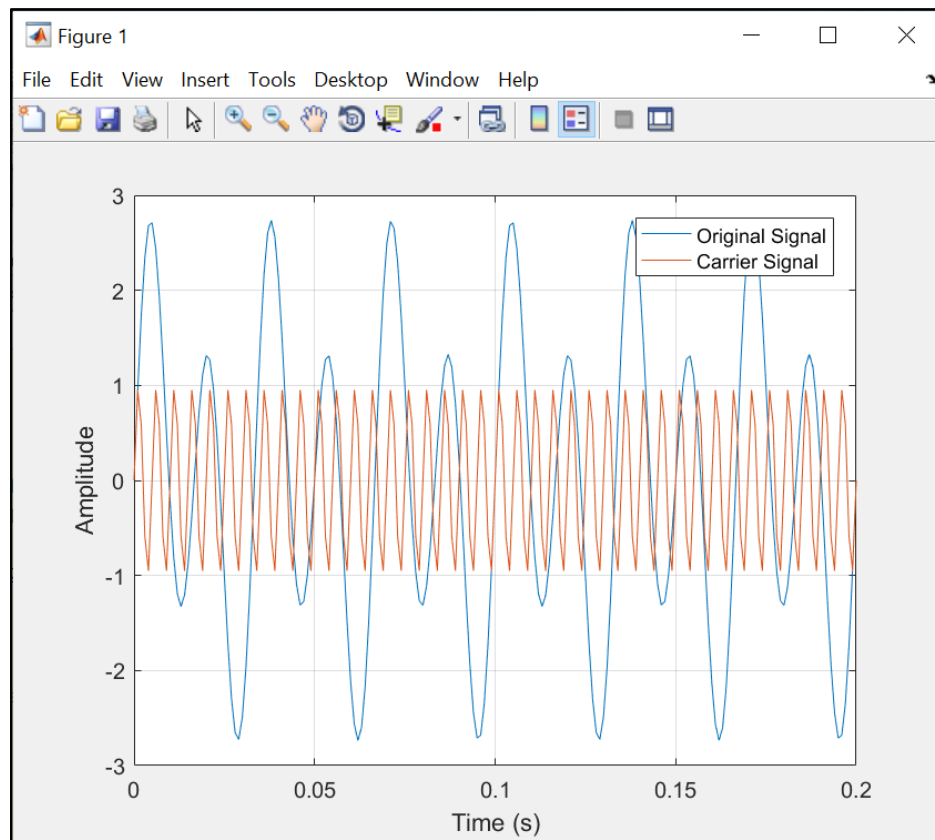 Figure 1
File Edit View Insert Tools Desktop Window Help
3
2
1
0
-1
-2
-3
Amplitude
Original Signal
Carrier Signal
0 0.05 0.1 0.15 0.2
Time (s)